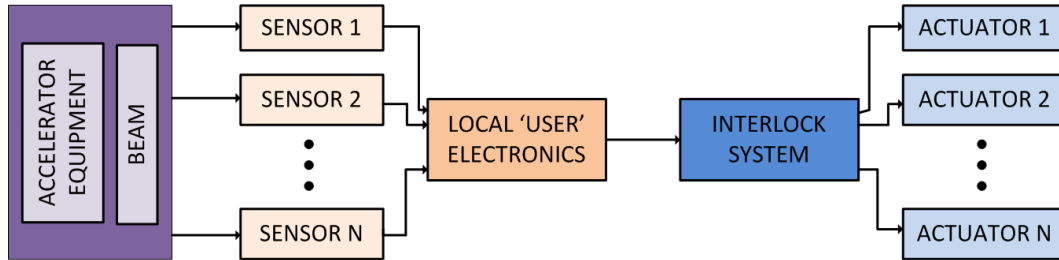 ACCELERATOR
EQUIPMENT
BEAM
SENSOR 1
SENSOR 2
SENSOR N
LOCAL ‘USER’
ELECTRONICS
INTERLOCK
SYSTEM
ACTUATOR 1
ACTUATOR 2
ACTUATOR N